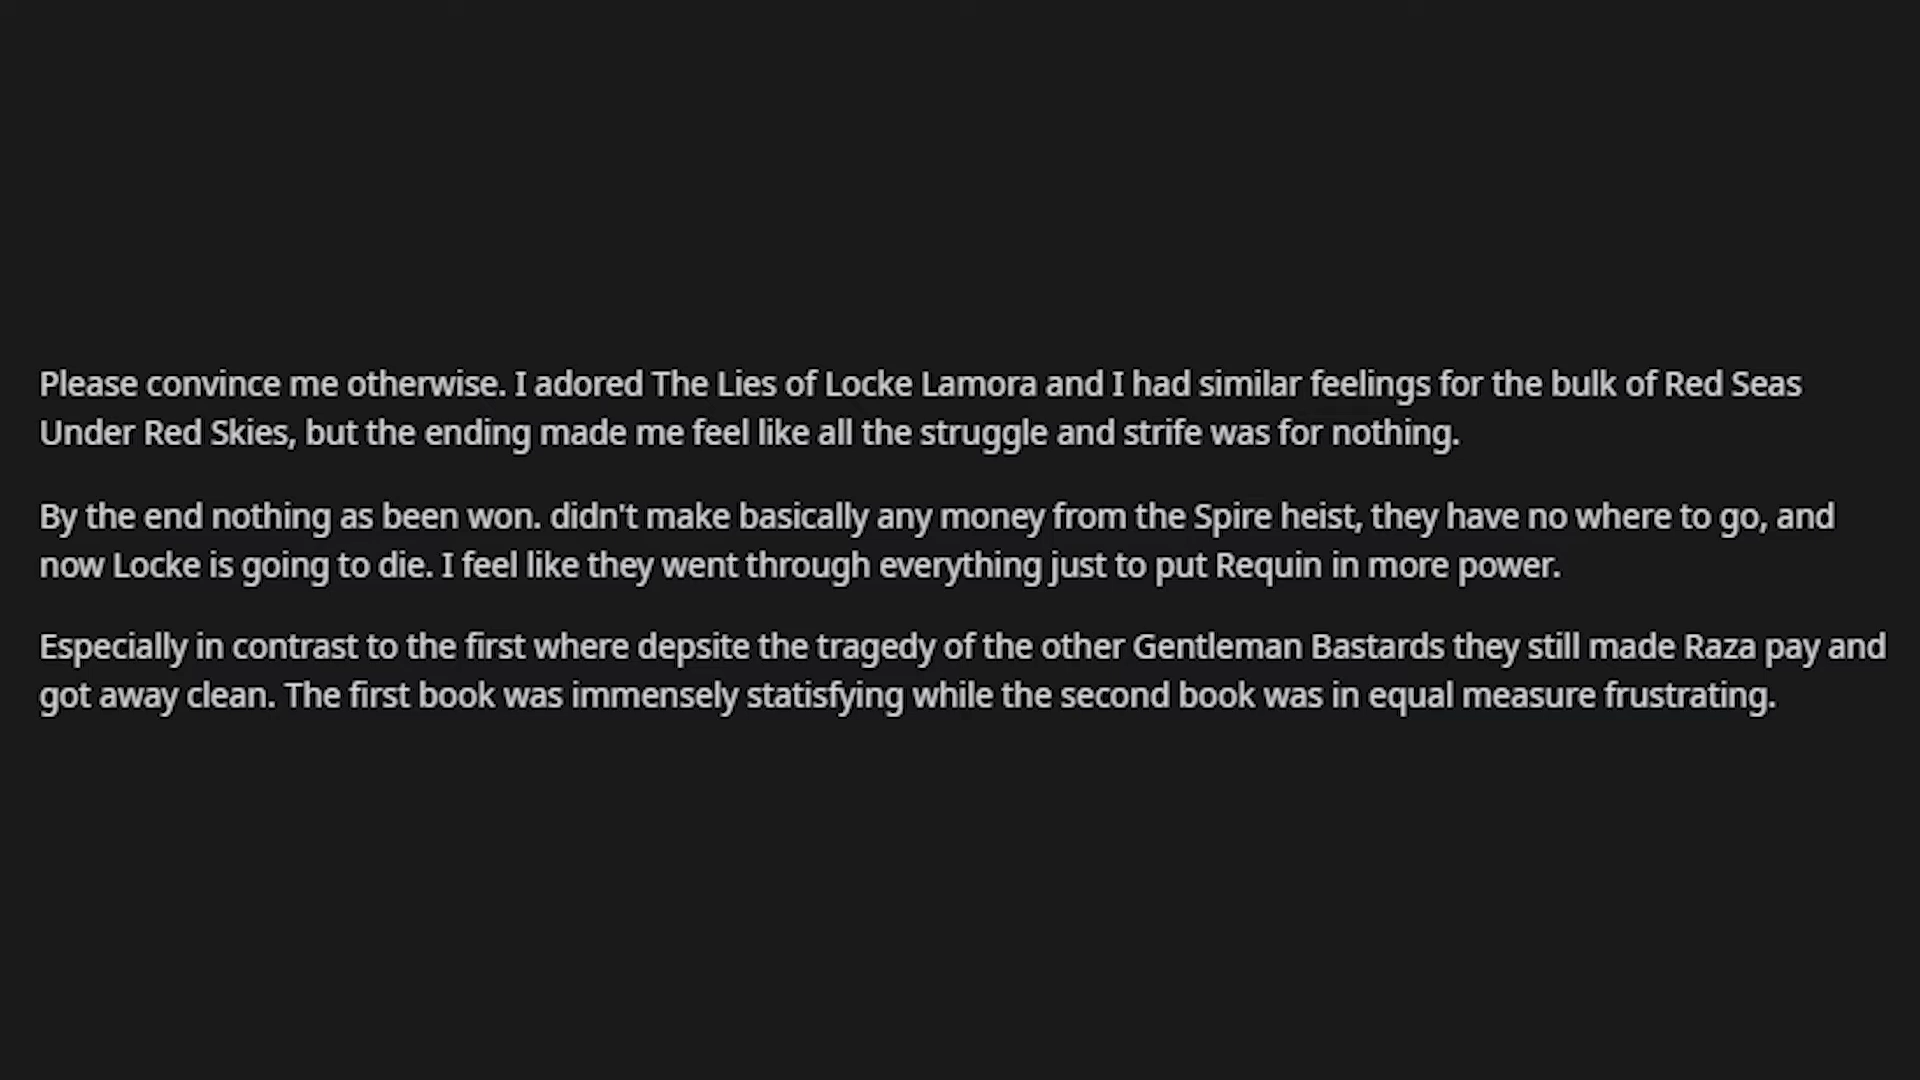 Please convince me otherwise. I adored The Lies of Locke Lamora and I had similar feelings for the bulk of Red Seas
Under Red Skies, but the ending made me feel like all the struggle and strife was for nothing.
By the end nothing as been won. didn't make basically any money from the Spire heist, they have no where to go, and
now Locke is going to die. I feel like they went through everything just to put Requin in more power.
Especially in contrast to the first where depsite the tragedy of the other Gentleman Bastards they still made Raza pay and
got away clean. The first book was immensely statisfying while the second book was in equal measure frustrating.